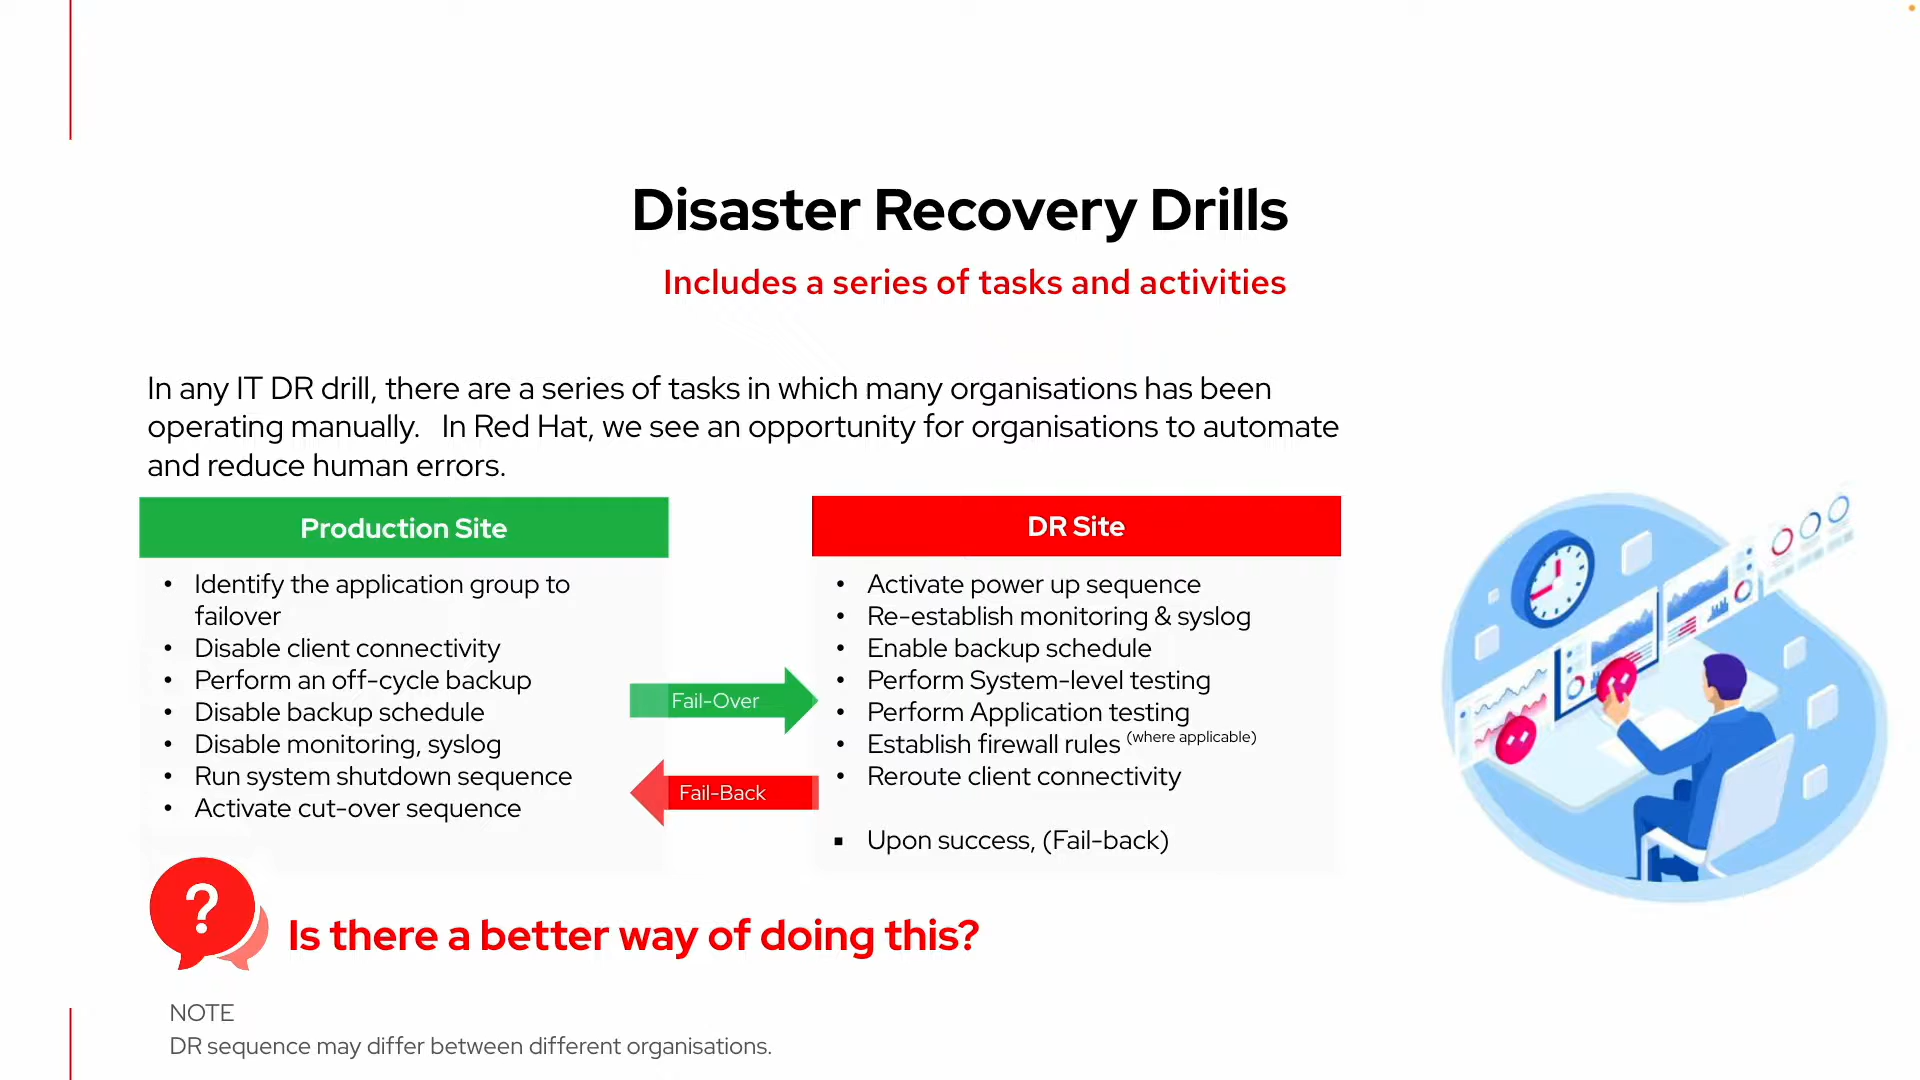 Disaster Recovery Drills
Includes a series of tasks and activities
In any IT DR drill, there are a series of tasks in which many organisations has been
operating manually.   In Red Hat, we see an opportunity for organisations to automate
and reduce human errors.
Production Site
• Identify the application group to
failover
• Disable client connectivity
• Perform an off-cycle backup
• Disable backup schedule
• Disable monitoring, syslog
• Run system shutdown sequence
• Activate cut-over sequence
Fail-Over
Fail-Back
DR Site
• Activate power up sequence
• Re-establish monitoring & syslog
• Enable backup schedule
• Perform System-level testing
• Perform Application testing
• Establish firewall rules (where applicable)
• Reroute client connectivity
▪ Upon success, (Fail-back)
?
Is there a better way of doing this?
NOTE
DR sequence may differ between different organisations.